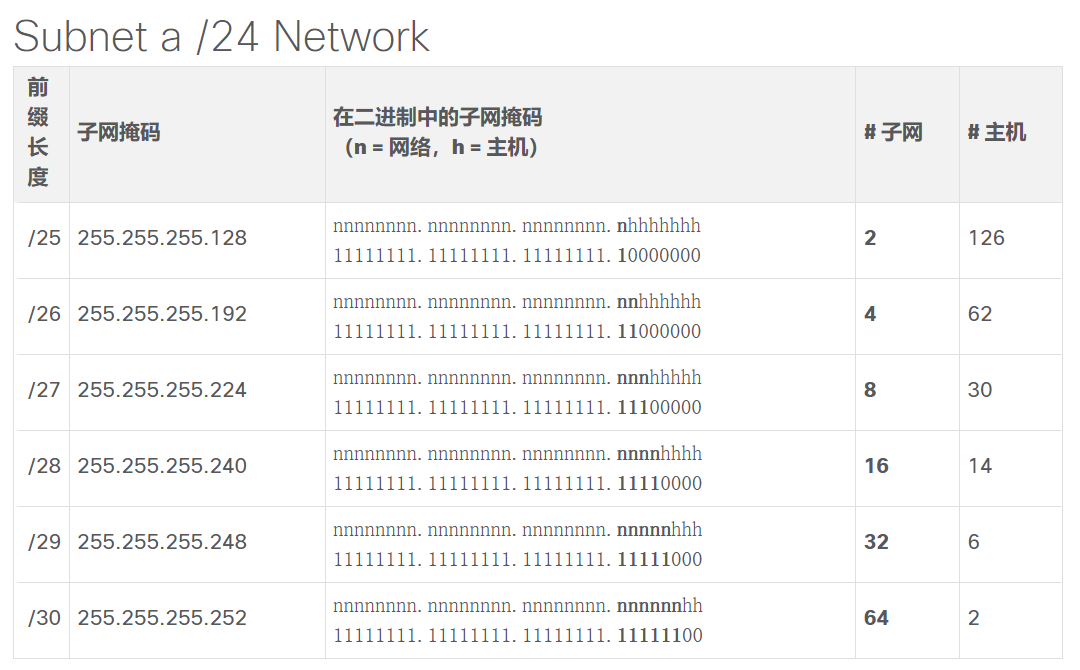 Subnet a /24 Network
前缀长度 子网掩码 在二进制中的子网掩码 # 子网 # 主机
（n = 网络，h = 主机）
/25 255.255.255.128 nnnnnnnn. nnnnnnnn. nnnnnnnn. nhhhhhhh 2 126
11111111. 11111111. 11111111. 10000000
/26 255.255.255.192 nnnnnnnn. nnnnnnnn. nnnnnnnn. nnhhhhhh 4 62
11111111. 11111111. 11111111. 11000000
/27 255.255.255.224 nnnnnnnn. nnnnnnnn. nnnnnnnn. nnnhhhhh 8 30
11111111. 11111111. 11111111. 11100000
/28 255.255.255.240 nnnnnnnn. nnnnnnnn. nnnnnnnn. nnnnhhhh 16 14
11111111. 11111111. 11111111. 11110000
/29 255.255.255.248 nnnnnnnn. nnnnnnnn. nnnnnnnn. nnnnnhhh 32 6
11111111. 11111111. 11111111. 11111000
/30 255.255.255.252 nnnnnnnn. nnnnnnnn. nnnnnnnn. nnnnnnhh 64 2
11111111. 11111111. 11111111. 11111100